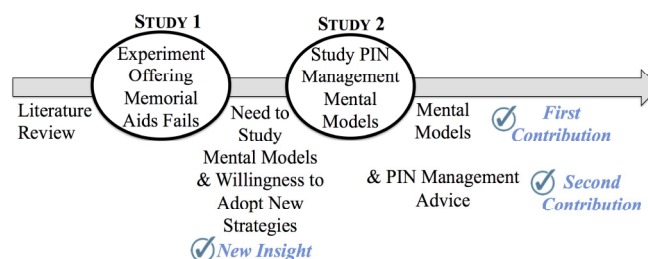 STUDY 1
Experiment
Offering
Memorial
Aids Fails
STUDY 2
Study PIN
Management
Mental
Models
Literature
Review
Need to
Study
Mental Models
& Willingness to
Adopt New
Strategies
New Insight
Mental
Models
First
Contribution
& PIN Management
Advice
Second
Contribution